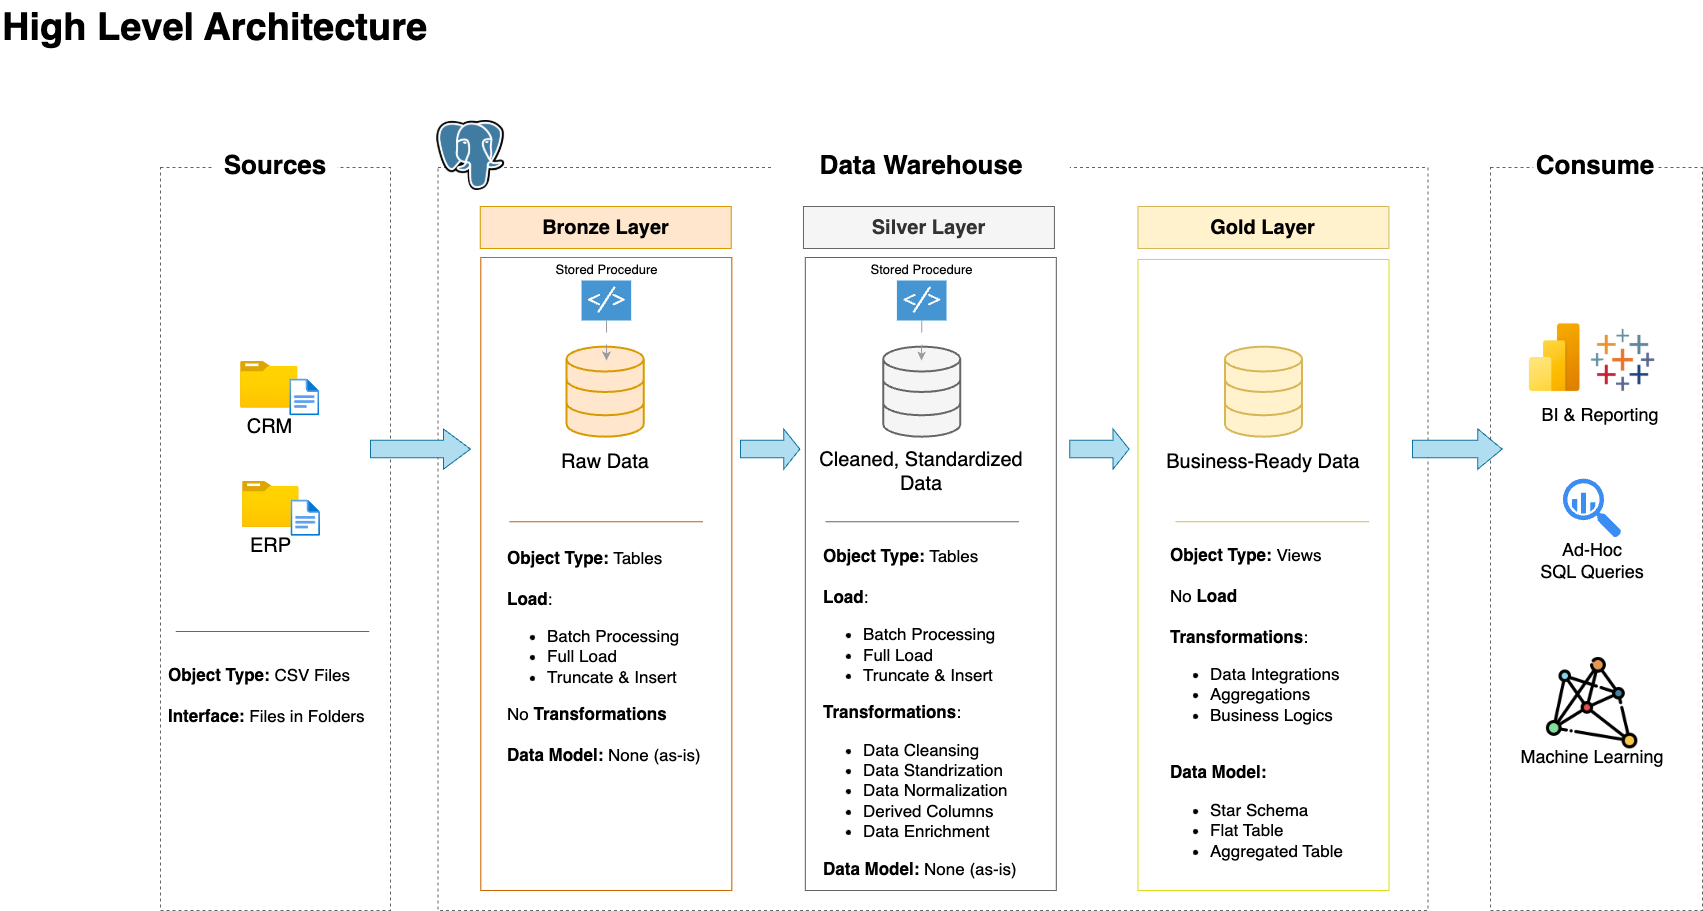 High Level Architecture
Sources
CRM
ERP
Object Type: CSV Files
Interface: Files in Folders
Data Warehouse
Bronze Layer
Stored Procedure
</>
Raw Data
Object Type: Tables
Load:
• Batch Processing
• Full Load
• Truncate & Insert
No Transformations
Data Model: None (as-is)
Silver Layer
Stored Procedure
</>
Cleaned, Standardized
Data
Object Type: Tables
Load:
• Batch Processing
• Full Load
• Truncate & Insert
Transformations:
• Data Cleansing
• Data Standrization
• Data Normalization
• Derived Columns
• Data Enrichment
Data Model: None (as-is)
Gold Layer
Business-Ready Data
Object Type: Views
No Load
Transformations:
• Data Integrations
• Aggregations
• Business Logics
Data Model:
• Star Schema
• Flat Table
• Aggregated Table
Consume
BI & Reporting
Ad-Hoc
SQL Queries
Machine Learning